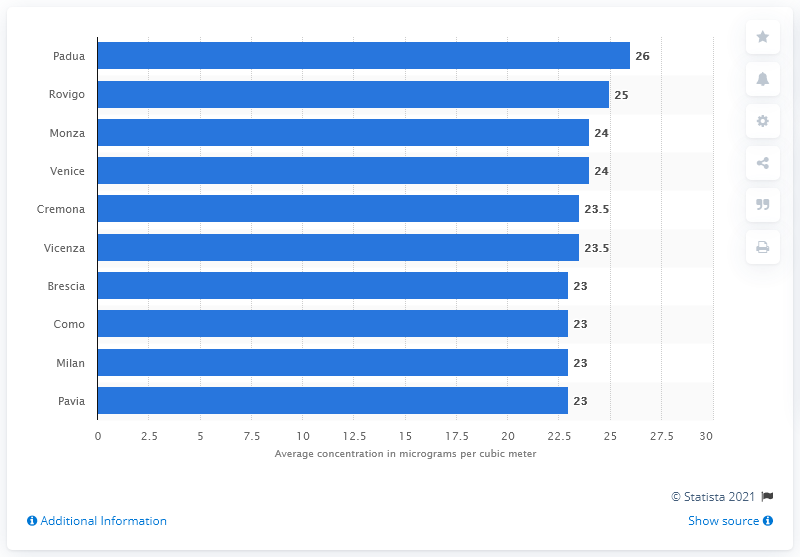 Padua 26
Rovigo 25
Monza 24
Venice 24
Cremona 23.5
Vicenza 23.5
Brescia 23
Como 23
Milan 23
Pavia 23
0 2.5 5 7.5 10 12.5 15 17.5 20 22.5 25 27.5 30
Average concentration in micrograms per cubic meter
© Statista 2021
Additional Information
Show source